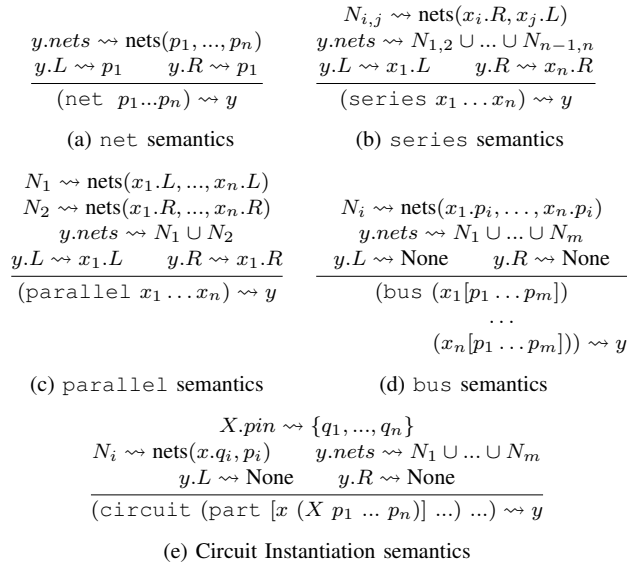 y.nets ⇝ nets(p₁, ..., pₙ)
y.L ⇝ p₁ y.R ⇝ p₁
(net p₁...pₙ) ⇝ y
(a) net semantics
Nᵢ,ⱼ ⇝ nets(xᵢ.R, xⱼ.L)
y.nets ⇝ N₁,₂ ∪ ... ∪ Nₙ₋₁,ₙ
y.L ⇝ x₁.L y.R ⇝ xₙ.R
(series x₁ ... xₙ) ⇝ y
(b) series semantics
N₁ ⇝ nets(x₁.L, ..., xₙ.L)
N₂ ⇝ nets(x₁.R, ..., xₙ.R)
y.nets ⇝ N₁ ∪ N₂
y.L ⇝ x₁.L y.R ⇝ x₁.R
(parallel x₁ ... xₙ) ⇝ y
(c) parallel semantics
Nᵢ ⇝ nets(x₁.pᵢ, ..., xₙ.pᵢ)
y.nets ⇝ N₁ ∪ ... ∪ Nₘ
y.L ⇝ None y.R ⇝ None
(bus (x₁[p₁ ... pₘ])
...
(xₙ[p₁ ... pₘ])) ⇝ y
(d) bus semantics
X.pin ⇝ {q₁, ..., qₙ}
Nᵢ ⇝ nets(x.qᵢ, pᵢ) y.nets ⇝ N₁ ∪ ... ∪ Nₘ
y.L ⇝ None y.R ⇝ None
(circuit (part [x (X p₁ ... pₙ)] ...) ...) ⇝ y
(e) Circuit Instantiation semantics